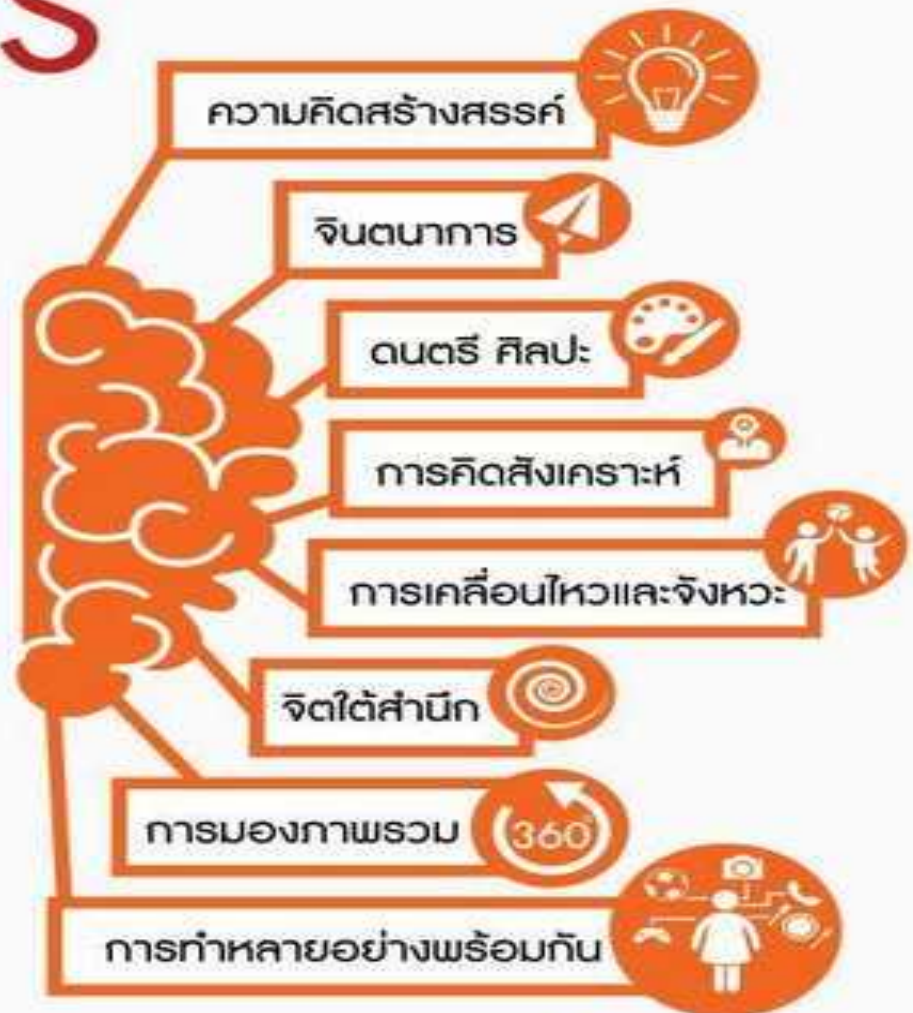 ร
ความคิดสร้างสรรค์
จินตนาการ
ดนตรี ศิลปะ
การคิดสังเคราะห์
การเคลื่อนไหวและจังหวะ
จิตใต้สำนึก
การมองภาพรวม
360°
การทำหลายอย่างพร้อมกัน